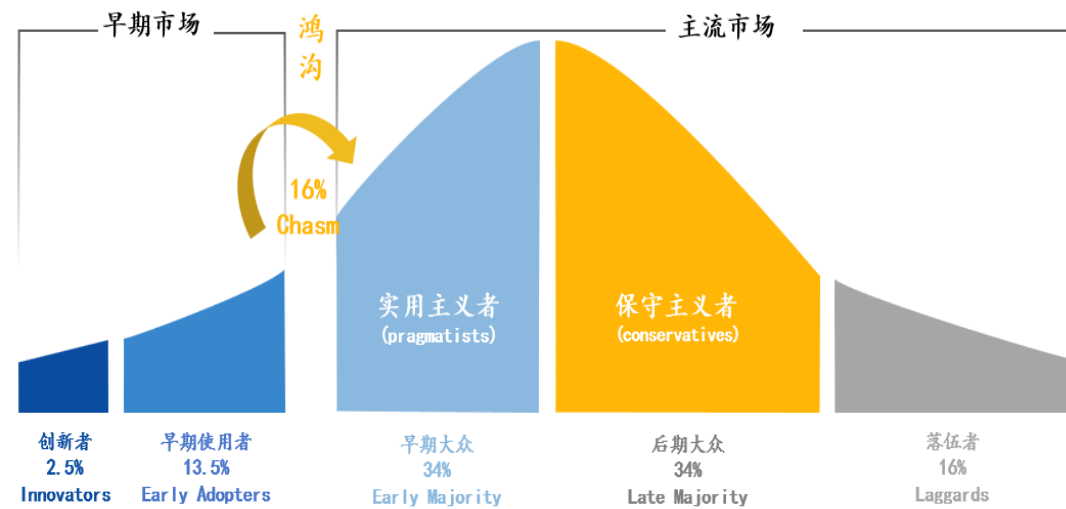 早期市场
鸿
沟
主流市场
16%
Chasm
实用主义者
(pragmatists)
保守主义者
(conservatives)
创新者
2.5%
Innovators
早期使用者
13.5%
Early Adopters
早期大众
34%
Early Majority
后期大众
34%
Late Majority
落伍者
16%
Laggards